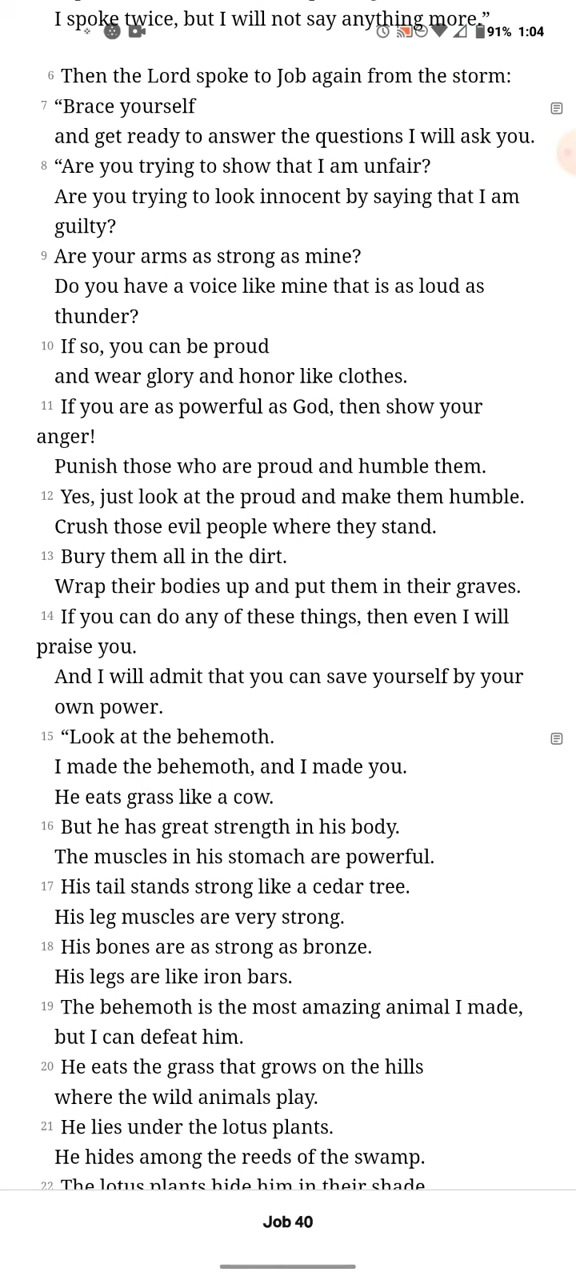 I spoke twice, but I will not say anything more.”
91% 1:04
6 Then the Lord spoke to Job again from the storm:
7 “Brace yourself
and get ready to answer the questions I will ask you.
8 “Are you trying to show that I am unfair?
Are you trying to look innocent by saying that I am
guilty?
9 Are your arms as strong as mine?
Do you have a voice like mine that is as loud as
thunder?
10 If so, you can be proud
and wear glory and honor like clothes.
11 If you are as powerful as God, then show your
anger!
Punish those who are proud and humble them.
12 Yes, just look at the proud and make them humble.
Crush those evil people where they stand.
13 Bury them all in the dirt.
Wrap their bodies up and put them in their graves.
14 If you can do any of these things, then even I will
praise you.
And I will admit that you can save yourself by your
own power.
15 “Look at the behemoth.
I made the behemoth, and I made you.
He eats grass like a cow.
16 But he has great strength in his body.
The muscles in his stomach are powerful.
17 His tail stands strong like a cedar tree.
His leg muscles are very strong.
18 His bones are as strong as bronze.
His legs are like iron bars.
19 The behemoth is the most amazing animal I made,
but I can defeat him.
20 He eats the grass that grows on the hills
where the wild animals play.
21 He lies under the lotus plants.
He hides among the reeds of the swamp.
22 The lotus plants hide him in their shade
Job 40